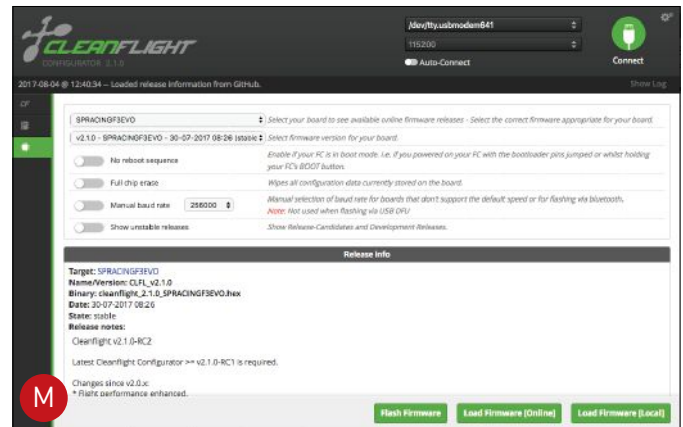 CLEANFLIGHT
CONFIGURATOR 2.1.0
/dev/tty.usbmodem641
115200
Auto-Connect
Connect
2017-08-04 @ 12:40:34 -- Loaded release information from GitHub.
Show Log
SPRACINGF3EVO
Select your board to see available online firmware releases - Select the correct firmware appropriate for your board.
v2.1.0 - SPRACINGF3EVO - 30-07-2017 08:26 (stable
Select firmware version for your board.
No reboot sequence
Enable if your FC is in boot mode. i.e. if you powered on your FC with the bootloader pins jumped or whilst holding
your FC's BOOT button.
Full chip erase
Wipes all configuration data currently stored on the board.
Manual baud rate
256000
Manual selection of baud rate for boards that don't support the default speed or for flashing via bluetooth.
Note: Not used when flashing via USB DFU
Show unstable releases
Show Release-Candidates and Development Releases.
Release info
Target: SPRACINGF3EVO
Name/Version: CLFL_v2.1.0
Binary: cleanflight_2.1.0_SPRACINGF3EVO.hex
Date: 30-07-2017 08:26
State: stable
Release notes:
Cleanflight v2.1.0-RC2
Latest Cleanflight Configurator >= v2.1.0-RC1 is required.
Changes since v2.0.x:
* Flight performance enhanced.
M
Flash Firmware
Load Firmware [Online]
Load Firmware [Local]